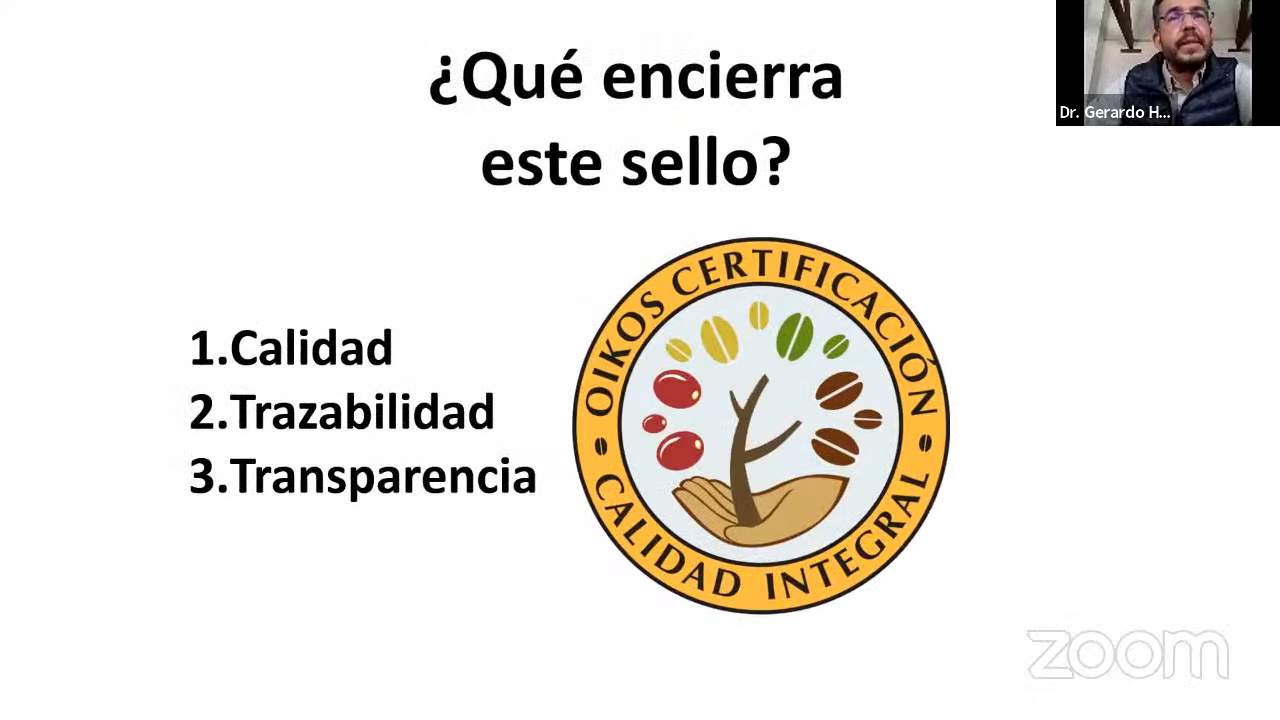 ¿Qué encierra
este sello?
1.Calidad
2.Trazabilidad
3.Transparencia
OIKOS CERTIFICACIÓN
CALIDAD INTEGRAL
Dr. Gerardo H...
zoom